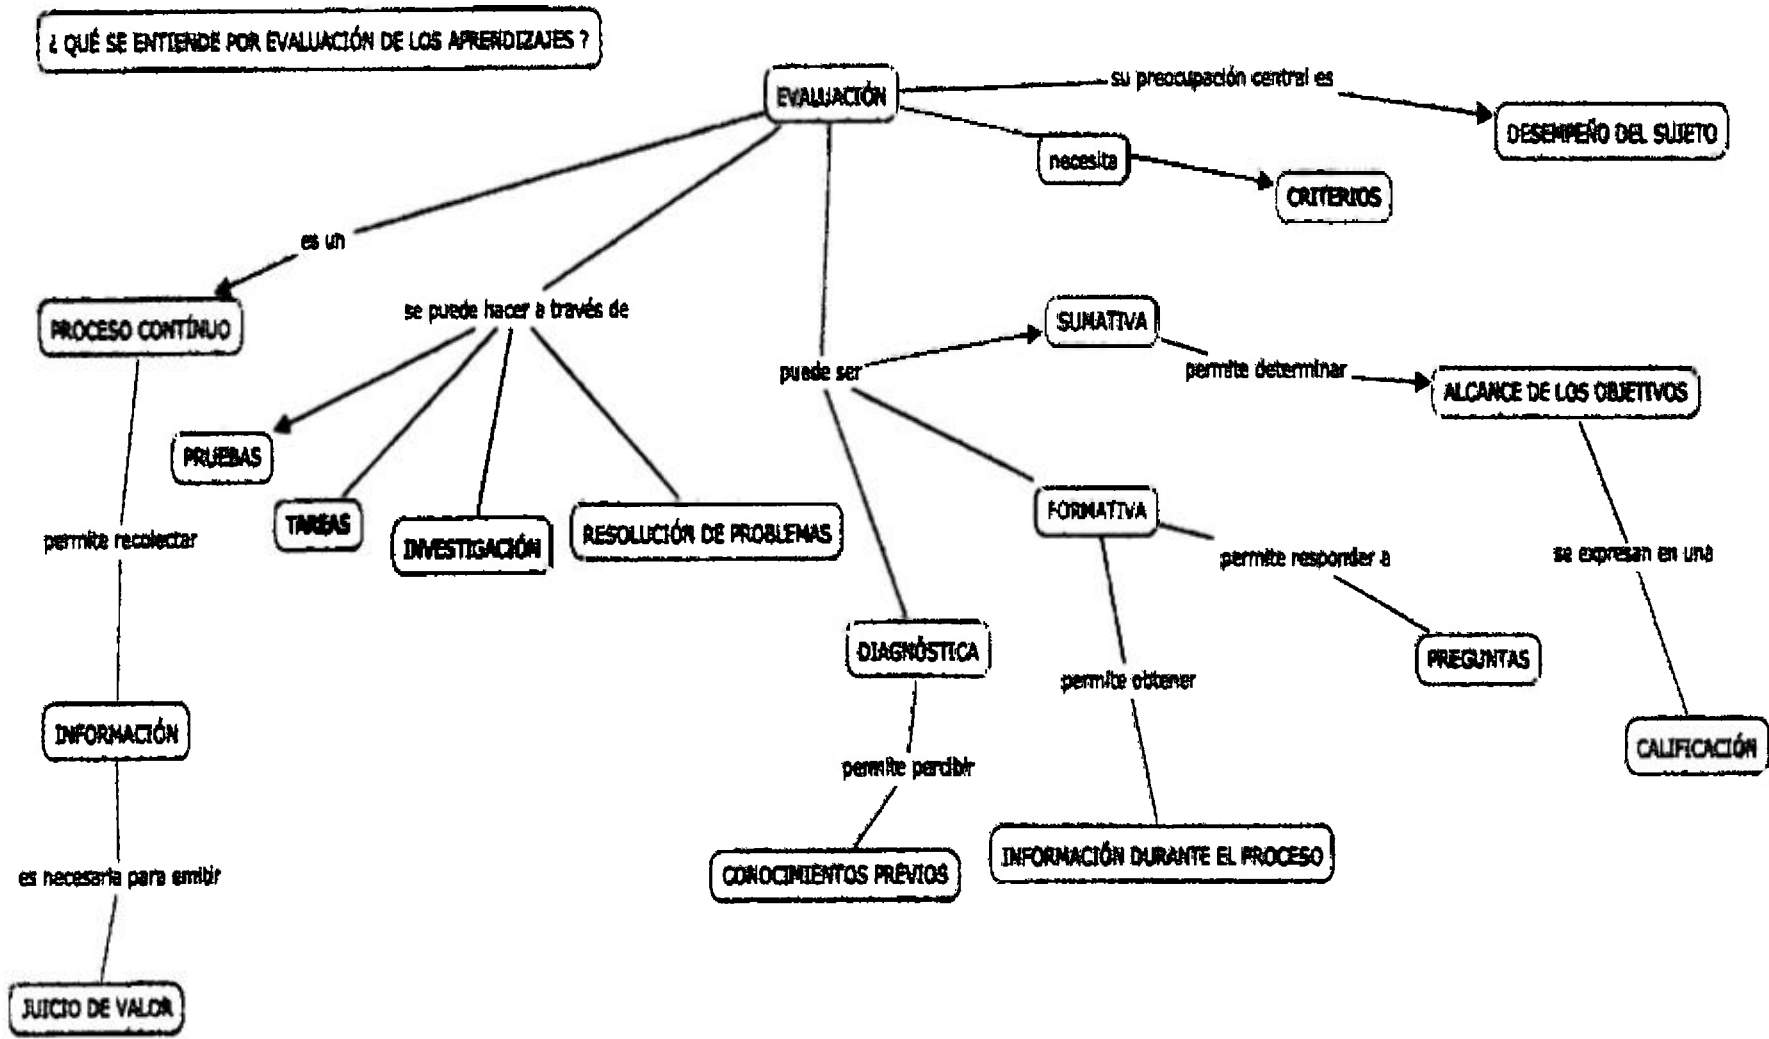 ¿ QUÉ SE ENTIENDE POR EVALUACIÓN DE LOS APRENDIZAJES ?
EVALUACIÓN
su preocupación central es
DESEMPEÑO DEL SUJETO
necesita
CRITERIOS
es un
PROCESO CONTÍNUO
se puede hacer a través de
SUMATIVA
puede ser
permite determinar
ALCANCE DE LOS OBJETIVOS
PRUEBAS
TAREAS
INVESTIGACIÓN
RESOLUCIÓN DE PROBLEMAS
FORMATIVA
permite recolectar
permite responder a
se expresan en una
DIAGNÓSTICA
PREGUNTAS
permite obtener
INFORMACIÓN
CALIFICACIÓN
permite percibir
INFORMACIÓN DURANTE EL PROCESO
CONOCIMIENTOS PREVIOS
es necesaria para emitir
JUICIO DE VALOR